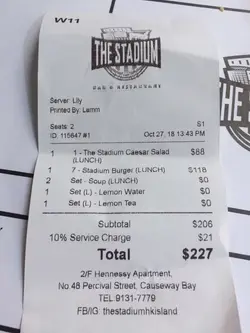 W11
THE STADIUM
BAR & RESTAURANT
Server: Lily
Printed By: Lamm
Seats: 2 S1
ID: 115647 #1 Oct 27, 18 13:43 PM
1 1 - The Stadium Caesar Salad $88
(LUNCH)
1 7 - Stadium Burger (LUNCH) $118
2 Set - Soup (LUNCH) $0
1 Set (L) - Lemon Water $0
1 Set (L) - Lemon Tea $0
Subtotal $206
10% Service Charge $21
Total $227
2/F Hennessy Apartment,
No.48 Percival Street, Causeway Bay
TEL 9131-7779
FB/IG thestadiumhkisland